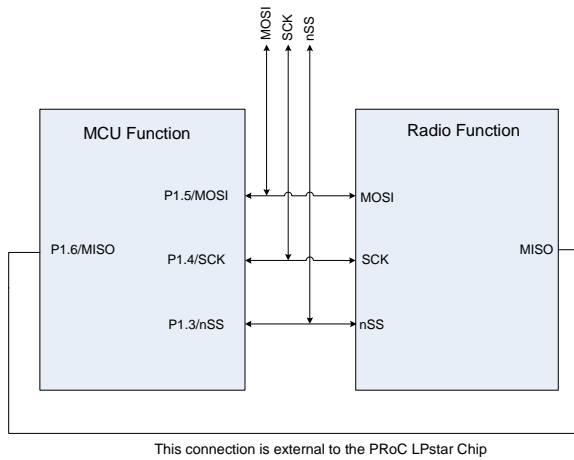 MOSI
SCK
nSS
MCU Function
Radio Function
P1.5/MOSI
MOSI
P1.6/MISO
P1.4/SCK
SCK
MISO
P1.3/nSS
nSS
This connection is external to the PRoC LPstar Chip